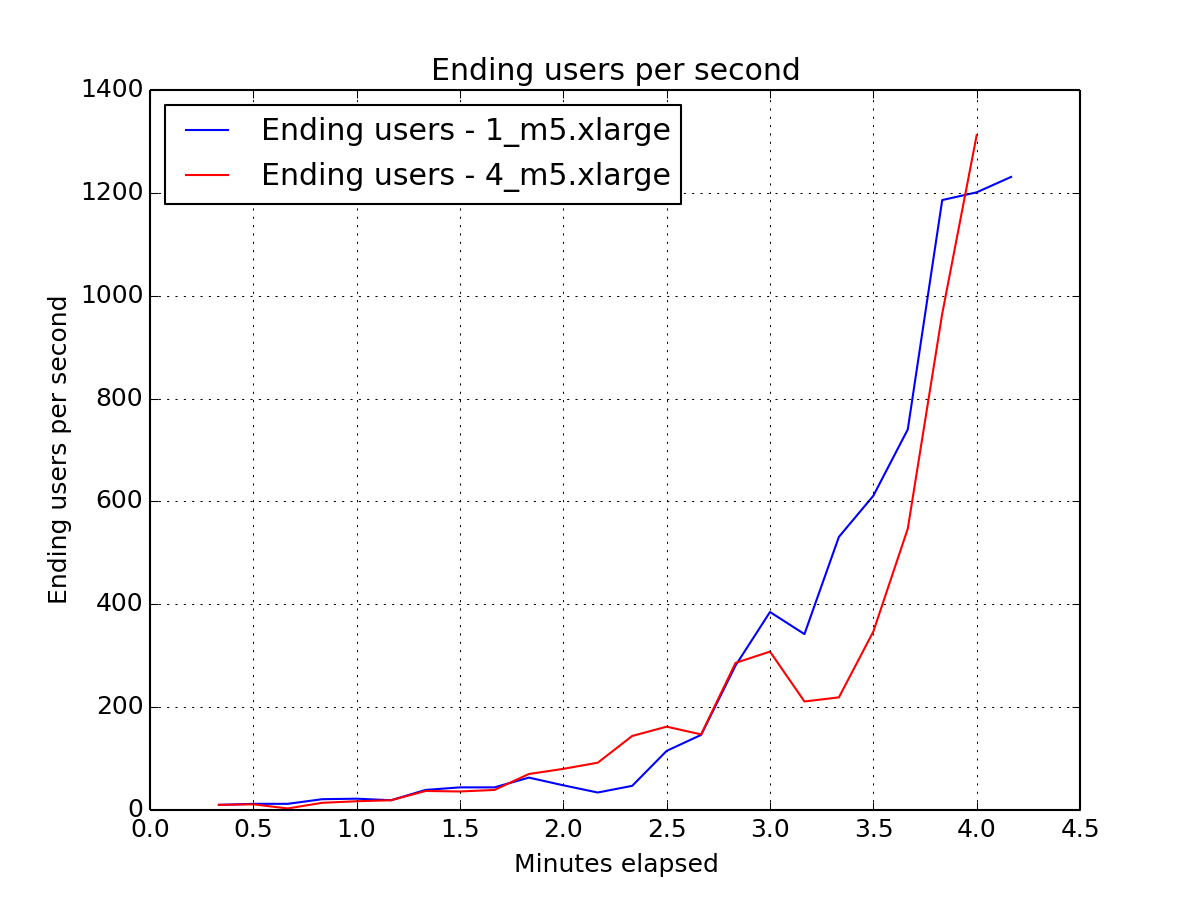 Ending users per second
Ending users - 1_m5.xlarge
Ending users - 4_m5.xlarge
1400
1200
1000
800
600
400
200
0
Ending users per second
0.0 0.5 1.0 1.5 2.0 2.5 3.0 3.5 4.0 4.5
Minutes elapsed